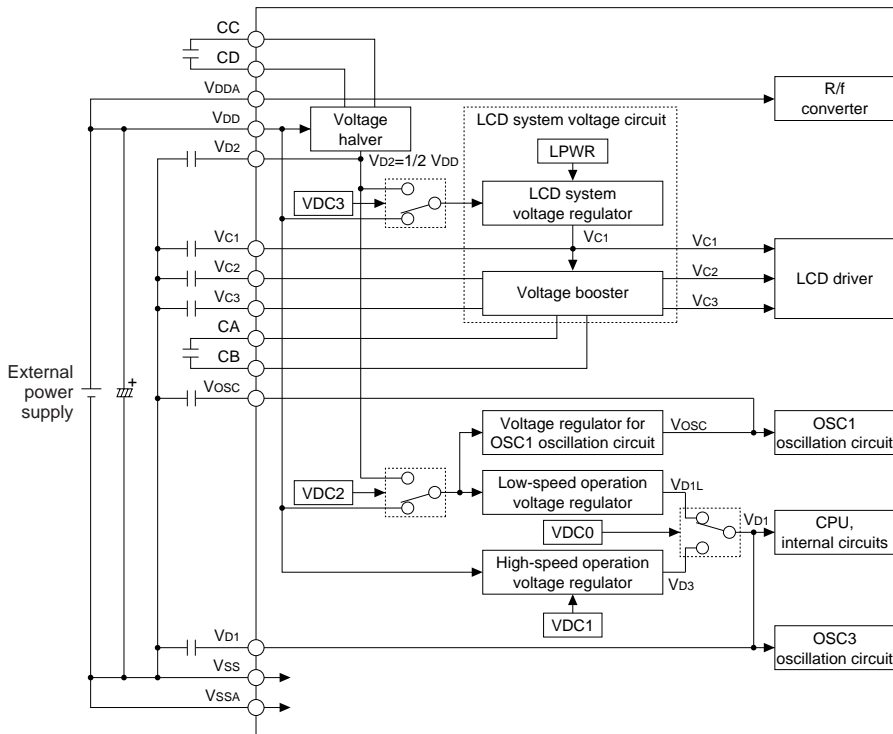 CC
CD
VDDA
VDD
VD2
VC1
VC2
VC3
CA
CB
VOSC
VD1
VSS
VSSA
External
power
supply
+
Voltage
halver
VD2=1/2 VDD
VDC3
LCD system voltage circuit
LPWR
LCD system
voltage regulator
VC1
Voltage booster
VC1
VC2
VC3
R/f
converter
LCD driver
Voltage regulator for
OSC1 oscillation circuit
VOSC
OSC1
oscillation circuit
VDC2
Low-speed operation
voltage regulator
VD1L
VDC0
VD1
CPU,
internal circuits
High-speed operation
voltage regulator
VD3
VDC1
OSC3
oscillation circuit